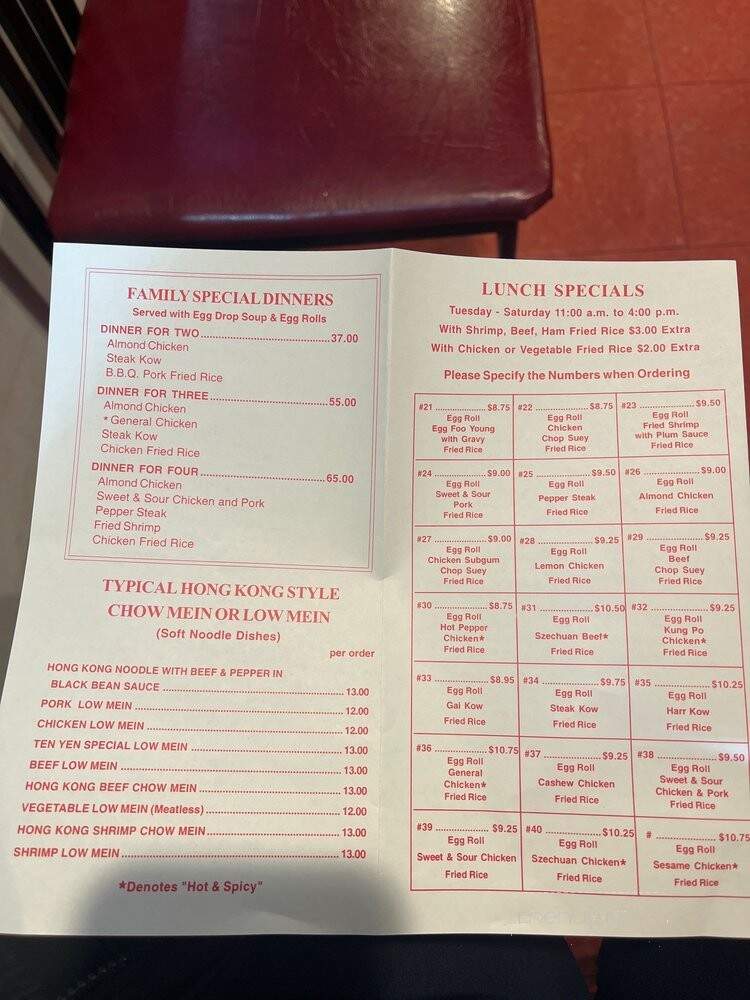 FAMILY SPECIAL DINNERS
Served with Egg Drop Soup & Egg Rolls
DINNER FOR TWO..............................37.00
Almond Chicken
Steak Kow
B.B.Q. Pork Fried Rice
DINNER FOR THREE..............................55.00
Almond Chicken
*General Chicken
Steak Kow
Chicken Fried Rice
DINNER FOR FOUR..............................65.00
Almond Chicken
Sweet & Sour Chicken and Pork
Pepper Steak
Fried Shrimp
Chicken Fried Rice
TYPICAL HONG KONG STYLE
CHOW MEIN OR LOW MEIN
(Soft Noodle Dishes)
per order
HONG KONG NOODLE WITH BEEF & PEPPER IN
BLACK BEAN SAUCE..............................13.00
PORK LOW MEIN..............................12.00
CHICKEN LOW MEIN..............................12.00
TEN YEN SPECIAL LOW MEIN..............................13.00
BEEF LOW MEIN..............................13.00
HONG KONG BEEF CHOW MEIN..............................13.00
VEGETABLE LOW MEIN (Meatless)..............................12.00
HONG KONG SHRIMP CHOW MEIN..............................13.00
SHRIMP LOW MEIN..............................13.00
*Denotes "Hot & Spicy"
LUNCH SPECIALS
Tuesday - Saturday 11:00 a.m. to 4:00 p.m.
With Shrimp, Beef, Ham Fried Rice $3.00 Extra
With Chicken or Vegetable Fried Rice $2.00 Extra
Please Specify the Numbers when Ordering
#21 .................... $8.75
Egg Roll
Egg Foo Young
with Gravy
Fried Rice
#22 .................... $8.75
Egg Roll
Chicken
Chop Suey
Fried Rice
#23 .................... $9.50
Egg Roll
Fried Shrimp
with Plum Sauce
Fried Rice
#24 .................... $9.00
Egg Roll
Sweet & Sour
Pork
Fried Rice
#25 .................... $9.50
Egg Roll
Pepper Steak
Fried Rice
#26 .................... $9.00
Egg Roll
Almond Chicken
Fried Rice
#27 .................... $9.00
Egg Roll
Chicken Subgum
Chop Suey
Fried Rice
#28 .................... $9.25
Egg Roll
Lemon Chicken
Fried Rice
#29 .................... $9.25
Egg Roll
Beef
Chop Suey
Fried Rice
#30 .................... $8.75
Egg Roll
Hot Pepper
Chicken*
Fried Rice
#31 .................... $10.50
Egg Roll
Szechuan Beef*
Fried Rice
#32 .................... $9.25
Egg Roll
Kung Po
Chicken*
Fried Rice
#33 .................... $8.95
Egg Roll
Gai Kow
Fried Rice
#34 .................... $9.75
Egg Roll
Steak Kow
Fried Rice
#35 .................... $10.25
Egg Roll
Harr Kow
Fried Rice
#36 .................... $10.75
Egg Roll
General
Chicken*
Fried Rice
#37 .................... $9.25
Egg Roll
Cashew Chicken
Fried Rice
#38 .................... $9.50
Egg Roll
Sweet & Sour
Chicken & Pork
Fried Rice
#39 .................... $9.25
Egg Roll
Sweet & Sour Chicken
Fried Rice
#40 .................... $10.25
Egg Roll
Szechuan Chicken*
Fried Rice
# .................... $10.75
Egg Roll
Sesame Chicken*
Fried Rice